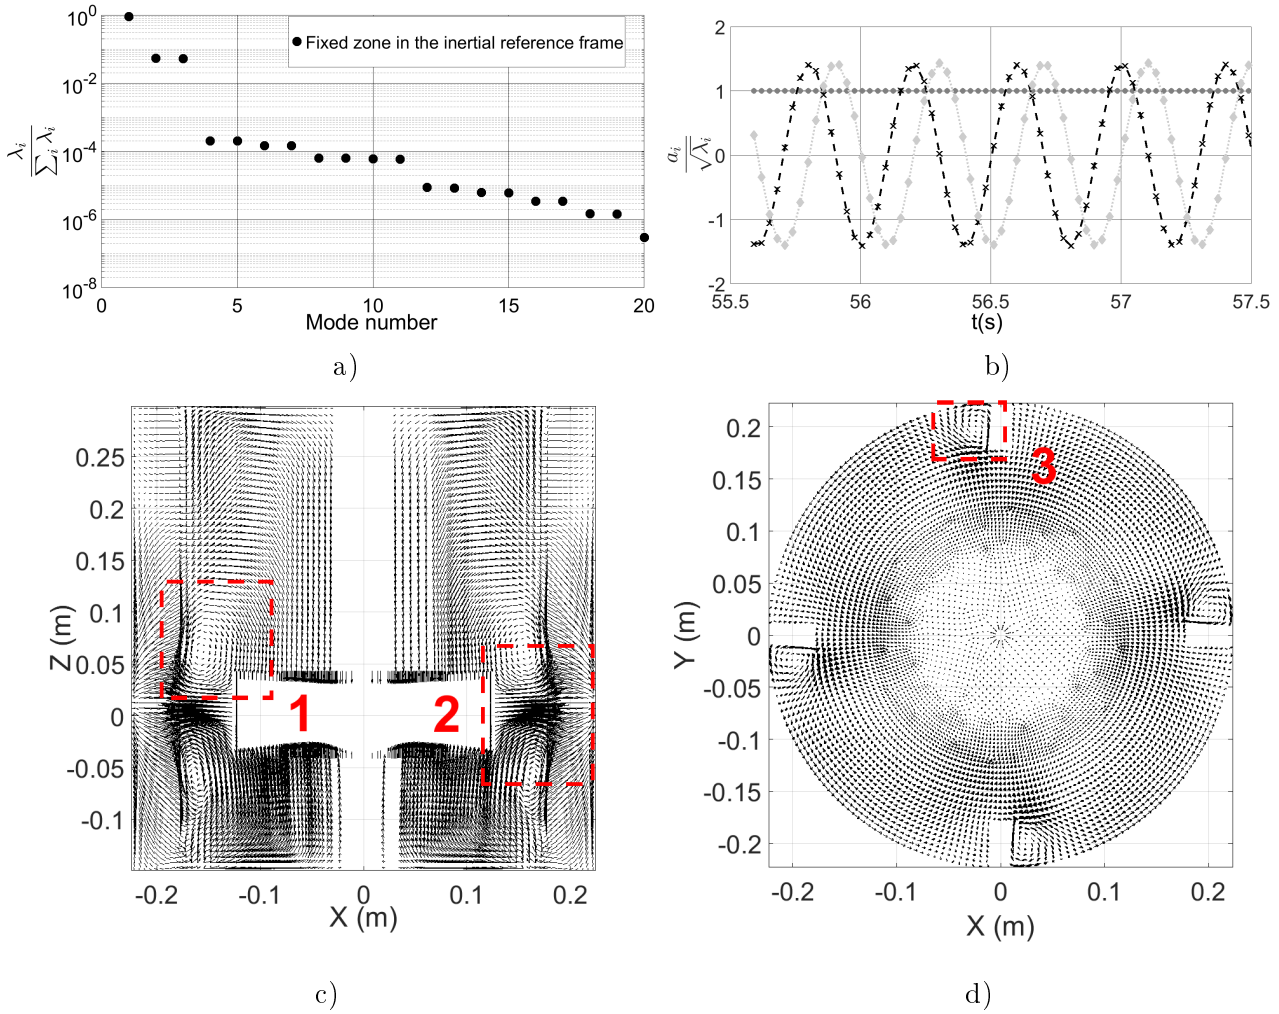 10^0
10^-2
10^-4
10^-6
10^-8
λ_i
∑_i λ_i
Fixed zone in the inertial reference frame
0 5 10 15 20
Mode number
a)
2
1
0
-1
-2
a_i
√λ_i
55.5 56 56.5 57 57.5
t(s)
b)
0.25
0.2
0.15
0.1
0.05
0
-0.05
-0.1
Z (m)
1 2
-0.2 -0.1 0 0.1 0.2
X (m)
c)
0.2
0.15
0.1
0.05
0
-0.05
-0.1
-0.15
-0.2
Y (m)
3
-0.2 -0.1 0 0.1 0.2
X (m)
d)